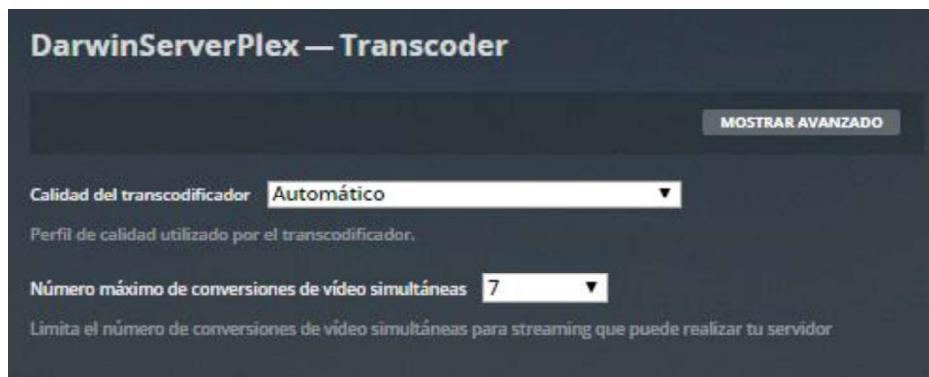 DarwinServerPlex — Transcoder
MOSTRAR AVANZADO
Calidad del transcodificador Automático
Perfil de calidad utilizado por el transcodificador.
Número máximo de conversiones de vídeo simultáneas 7
Limita el número de conversiones de vídeo simultáneas para streaming que puede realizar tu servidor